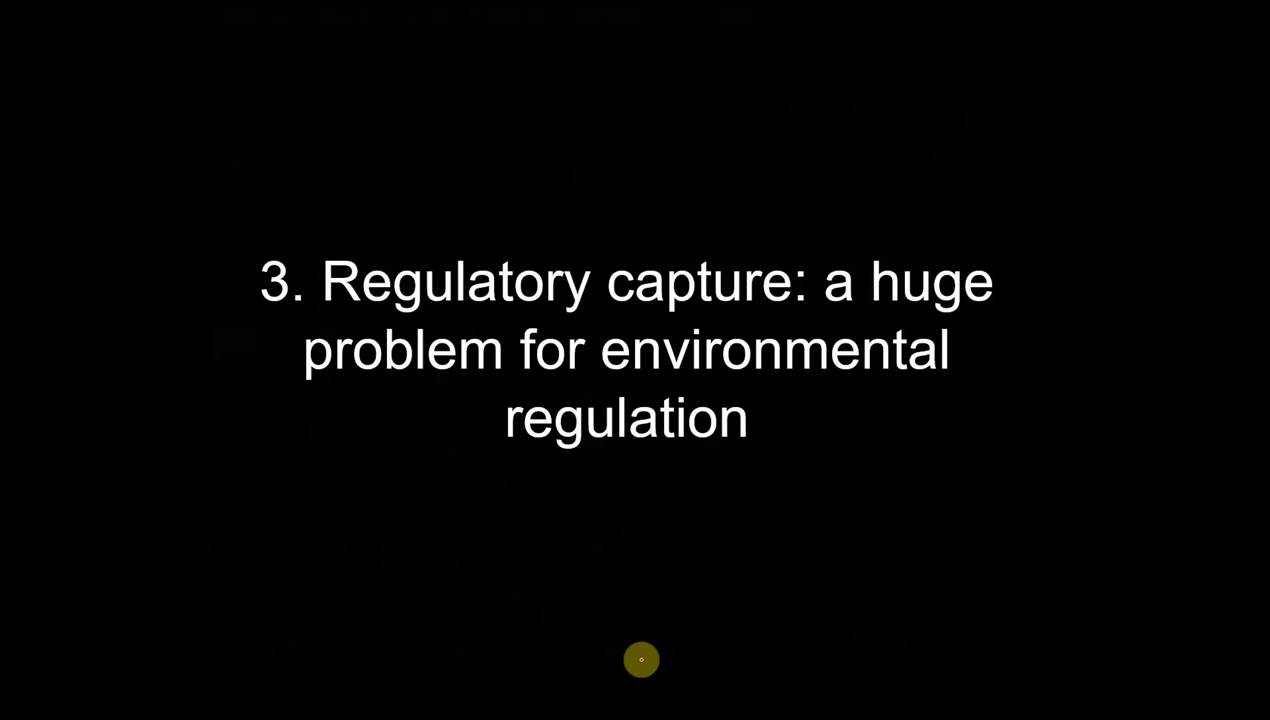 3. Regulatory capture: a huge
problem for environmental
regulation